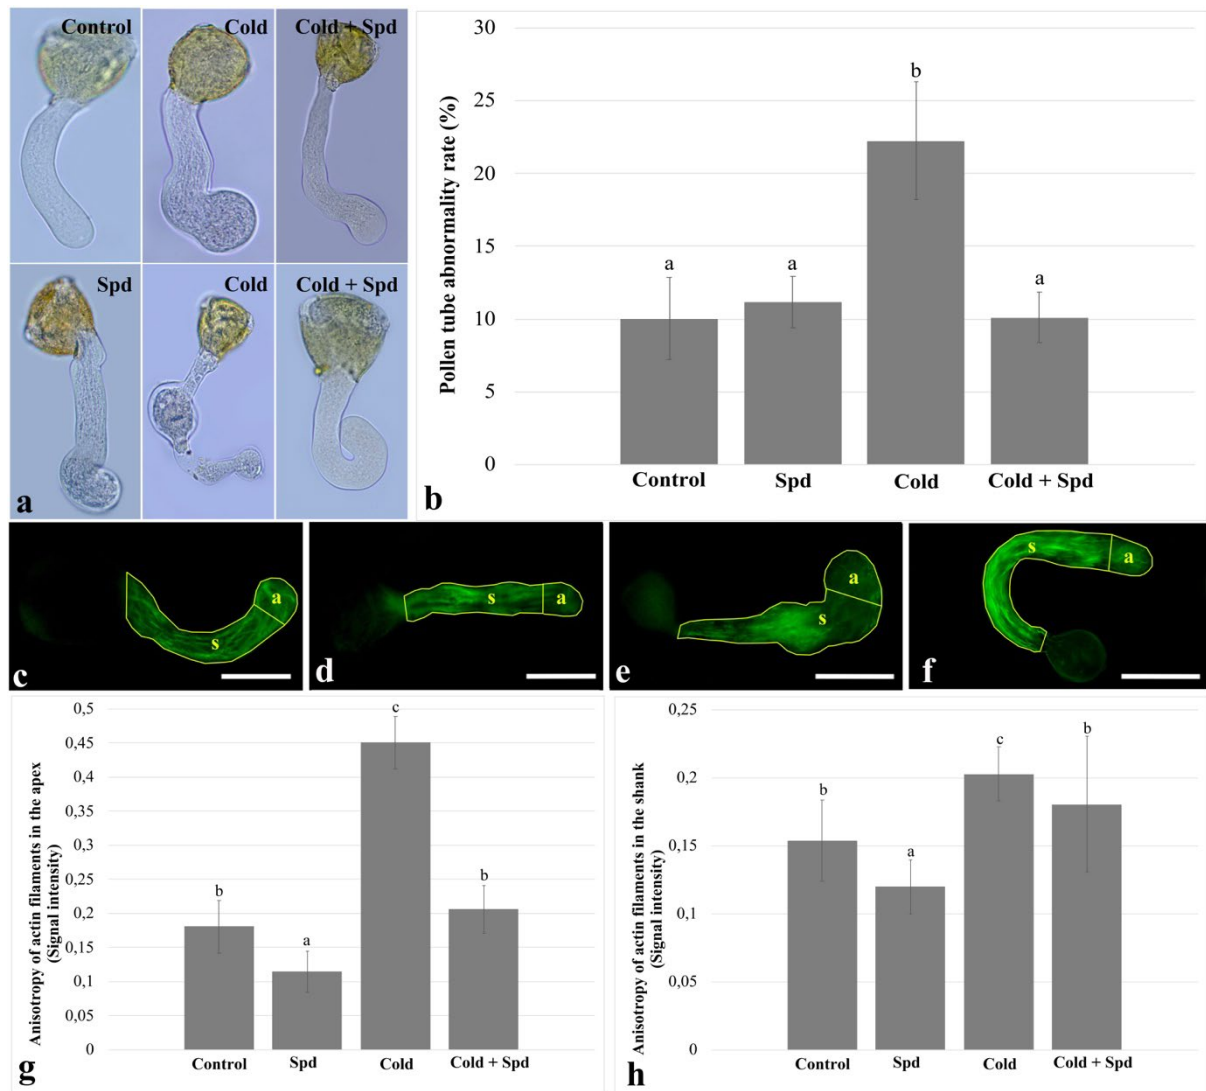 Control
Cold
Cold + Spd
Spd
Cold
Cold + Spd
a
Pollen tube abnormality rate (%)
30
25
20
15
10
5
0
a
a
b
a
Control
Spd
Cold
Cold + Spd
b
s
a
c
s
a
d
s
a
e
s
a
f
Anisotropy of actin filaments in the apex
(Signal intensity)
0,5
0,45
0,4
0,35
0,3
0,25
0,2
0,15
0,1
0,05
0
b
a
c
b
Control
Spd
Cold
Cold + Spd
g
Anisotropy of actin filaments in the shank
(Signal intensity)
0,25
0,2
0,15
0,1
0,05
0
b
a
c
b
Control
Spd
Cold
Cold + Spd
h